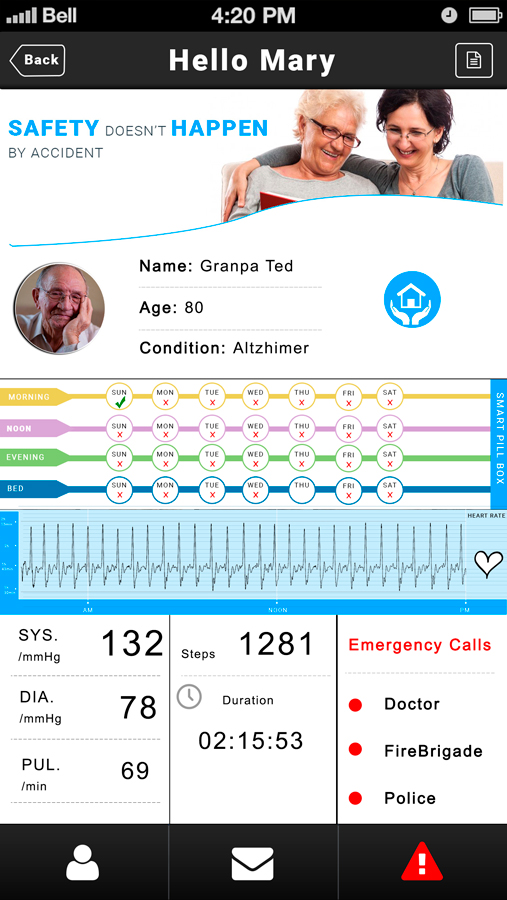 Bell 4:20 PM
Back Hello Mary
SAFETY DOESN'T HAPPEN
BY ACCIDENT
Name: Granpa Ted
Age: 80
Condition: Altzhimer
MORNING SUN MON TUE WED THU FRI SAT
X X X X X X
NOON SUN MON TUE WED THU FRI SAT
X X X X X X X
EVENING SUN MON TUE WED THU FRI SAT
X X X X X X X
BED SUN MON TUE WED THU FRI SAT
X X X X X X X
SMART PILL BOX
HEART RATE
AM NOON PM
SYS.
/mmHg
132
DIA.
/mmHg
78
PUL.
/min
69
Steps 1281
Duration
02:15:53
Emergency Calls
Doctor
FireBrigade
Police